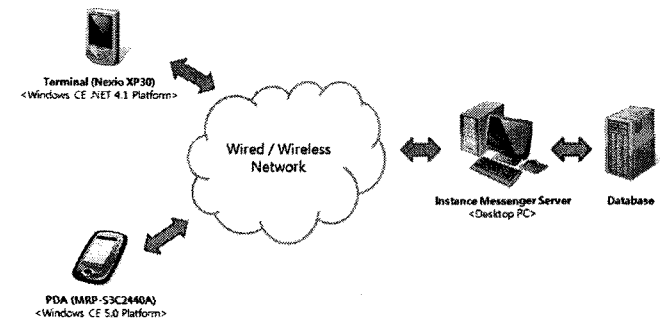 Terminal (Nexio XP30)
<Windows CE .NET 4.1 Platform>
Wired / Wireless
Network
Instance Messenger Server
<Desktop PC>
Database
PDA (MRP-S3C2440A)
<Windows CE 5.0 Platform>